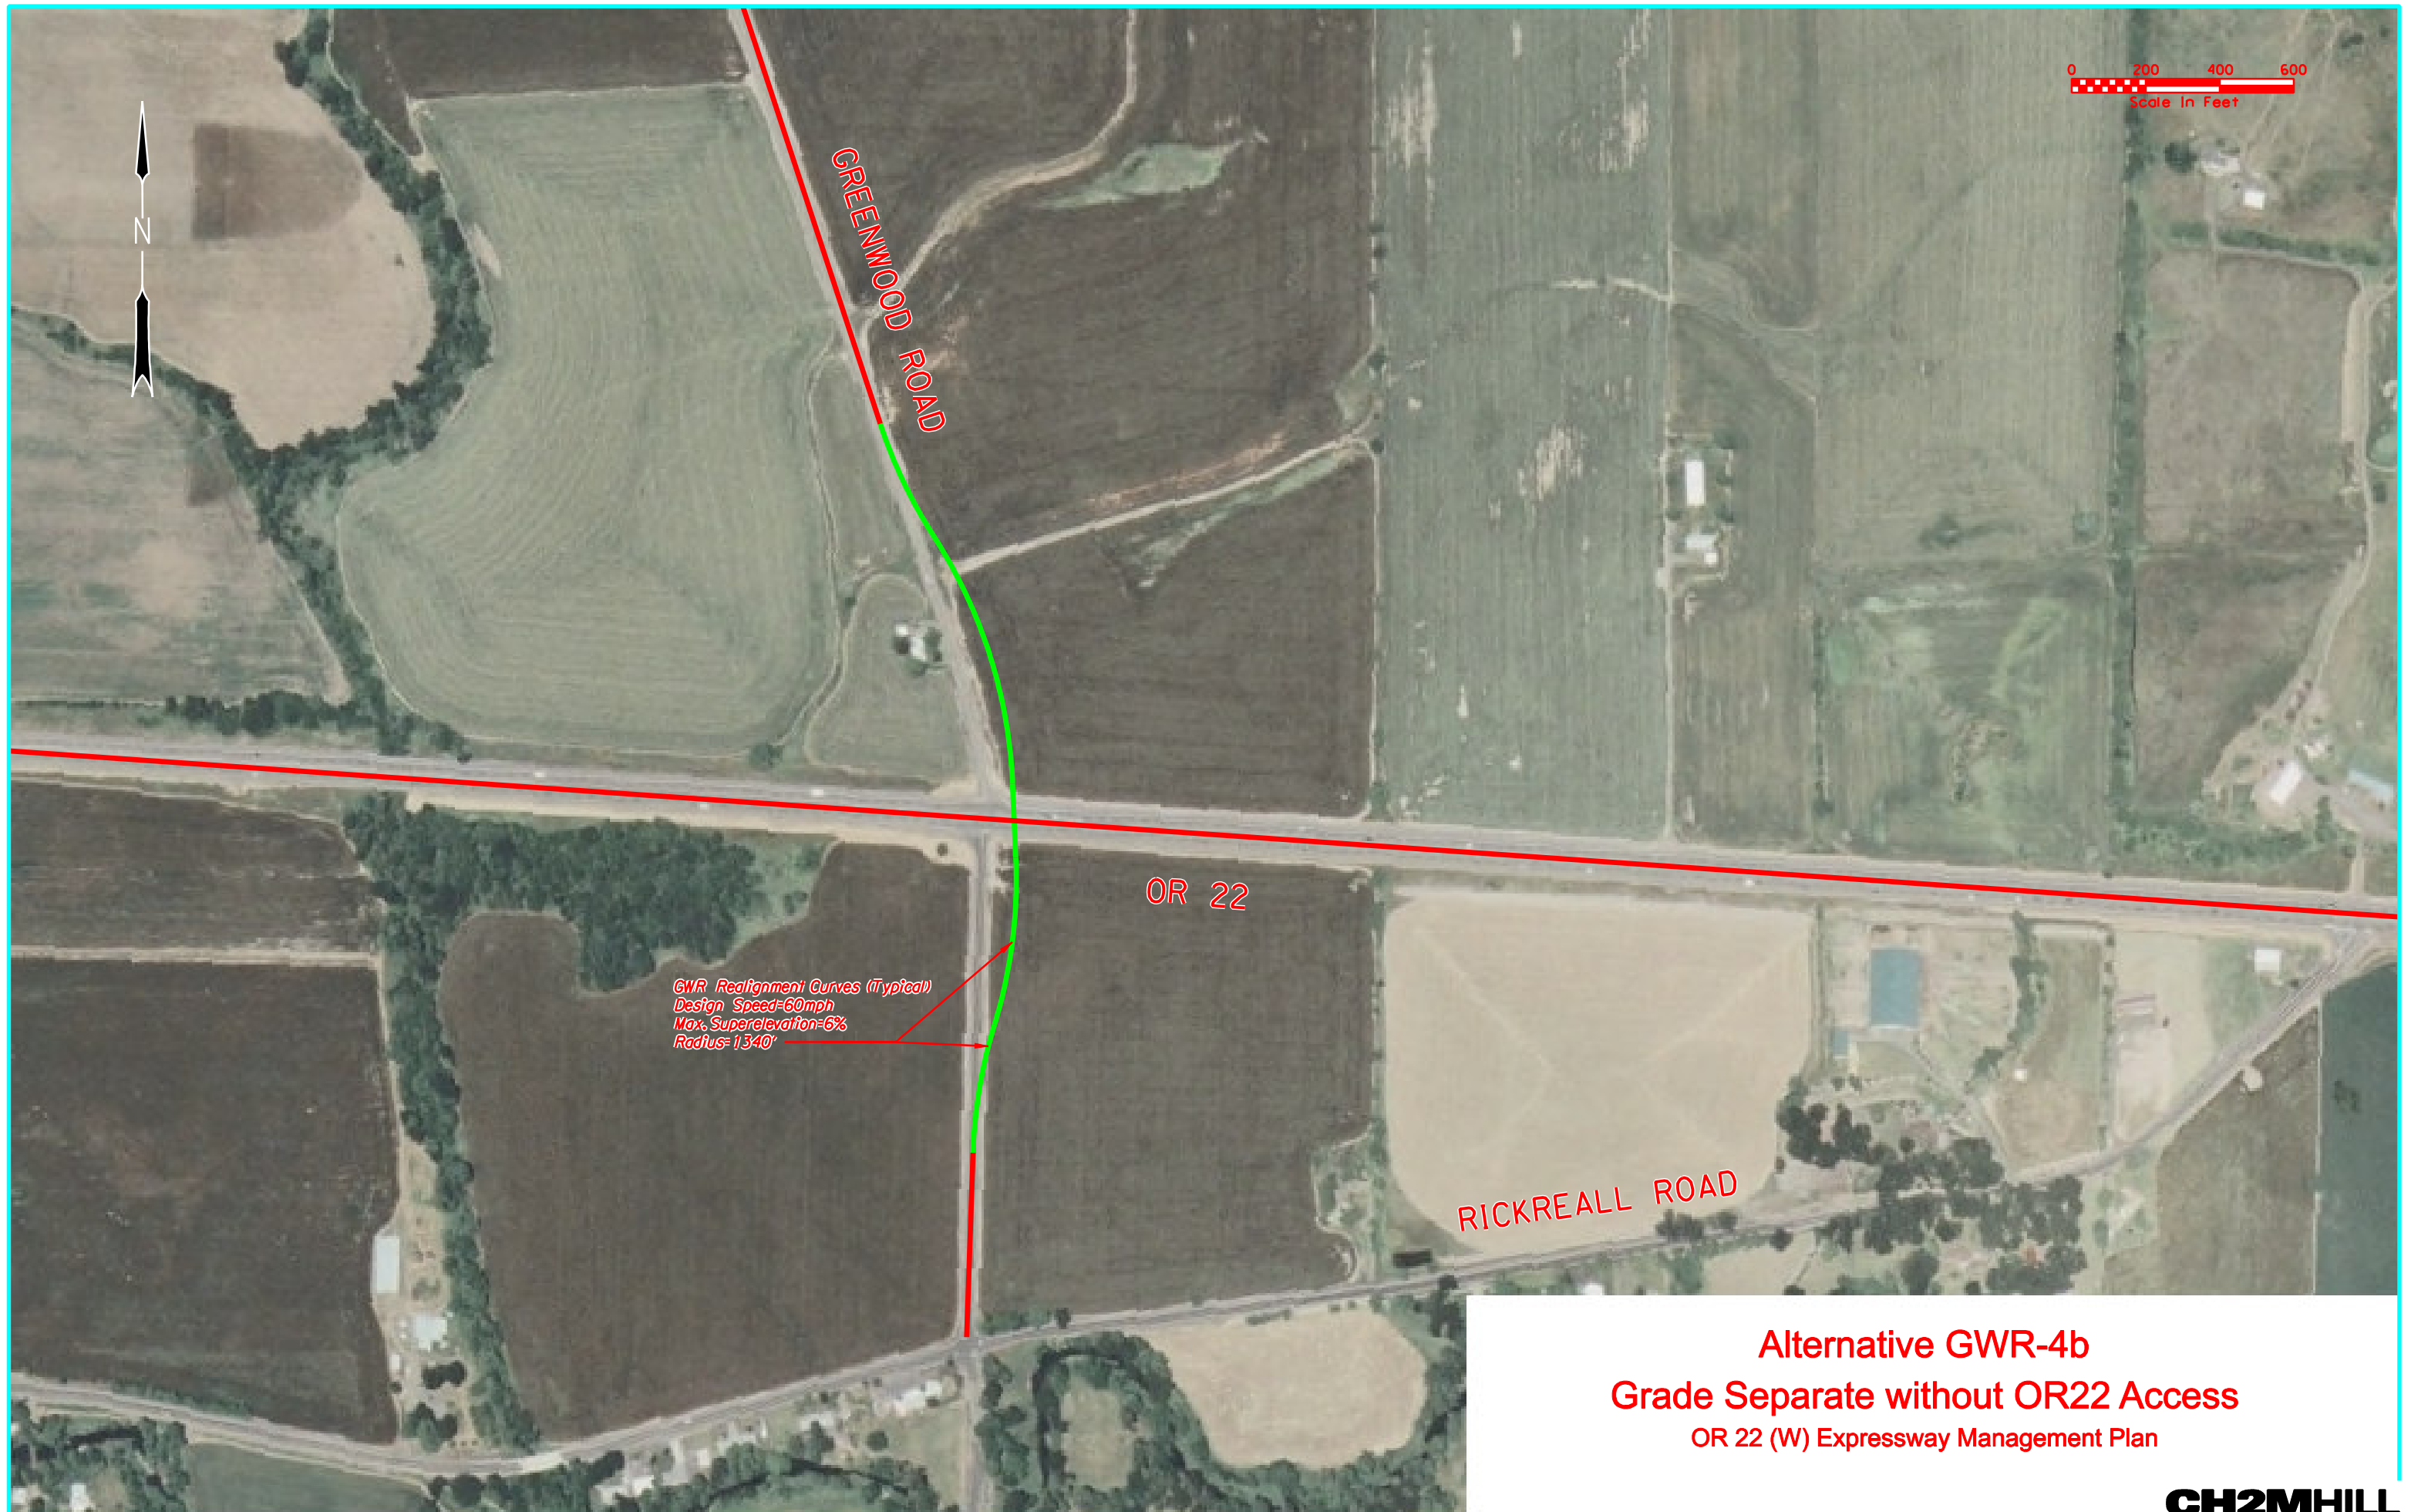 0 200 400 600
Scale In Feet
N
GREENWOOD ROAD
OR 22
GWR Realignment Curves (Typical)
Design Speed=60mph
Max. Superelevation=6%
Radius=1340'
RICKREALL ROAD
Alternative GWR-4b
Grade Separate without OR22 Access
OR 22 (W) Expressway Management Plan
CH2MHILL